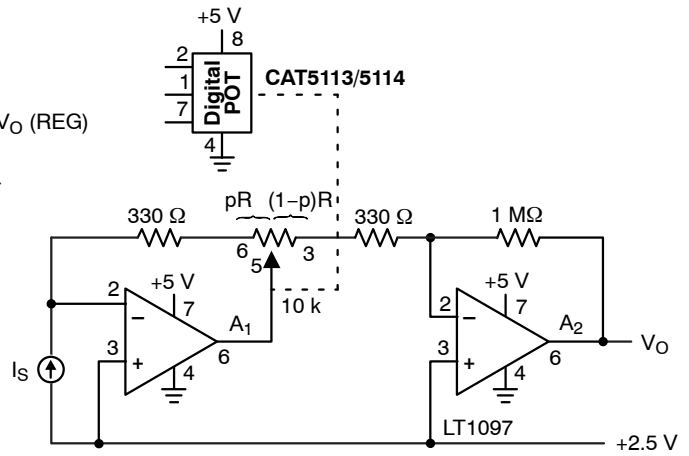 +5 V
8
2
1
7
4
Digital
POT
CAT5113/5114
VO (REG)
pR (1−p)R
330 Ω
6
5
3
330 Ω
1 MΩ
10 k
+5 V
7
2
−
3
+
A1
6
4
IS
+5 V
7
2
−
3
+
A2
6
4
VO
LT1097
+2.5 V